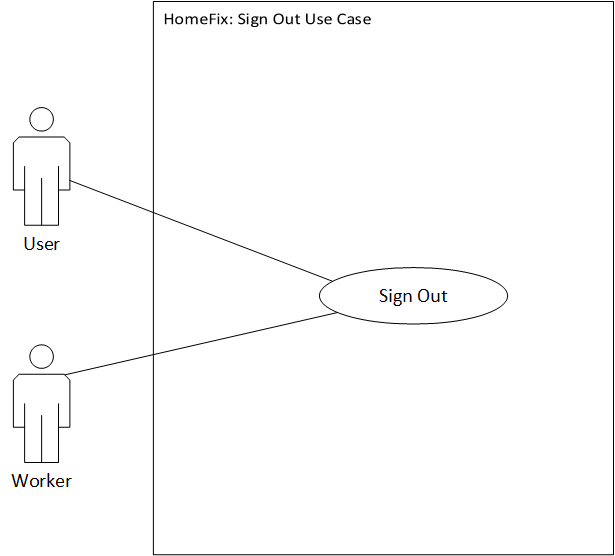 HomeFix: Sign Out Use Case
User
Sign Out
Worker